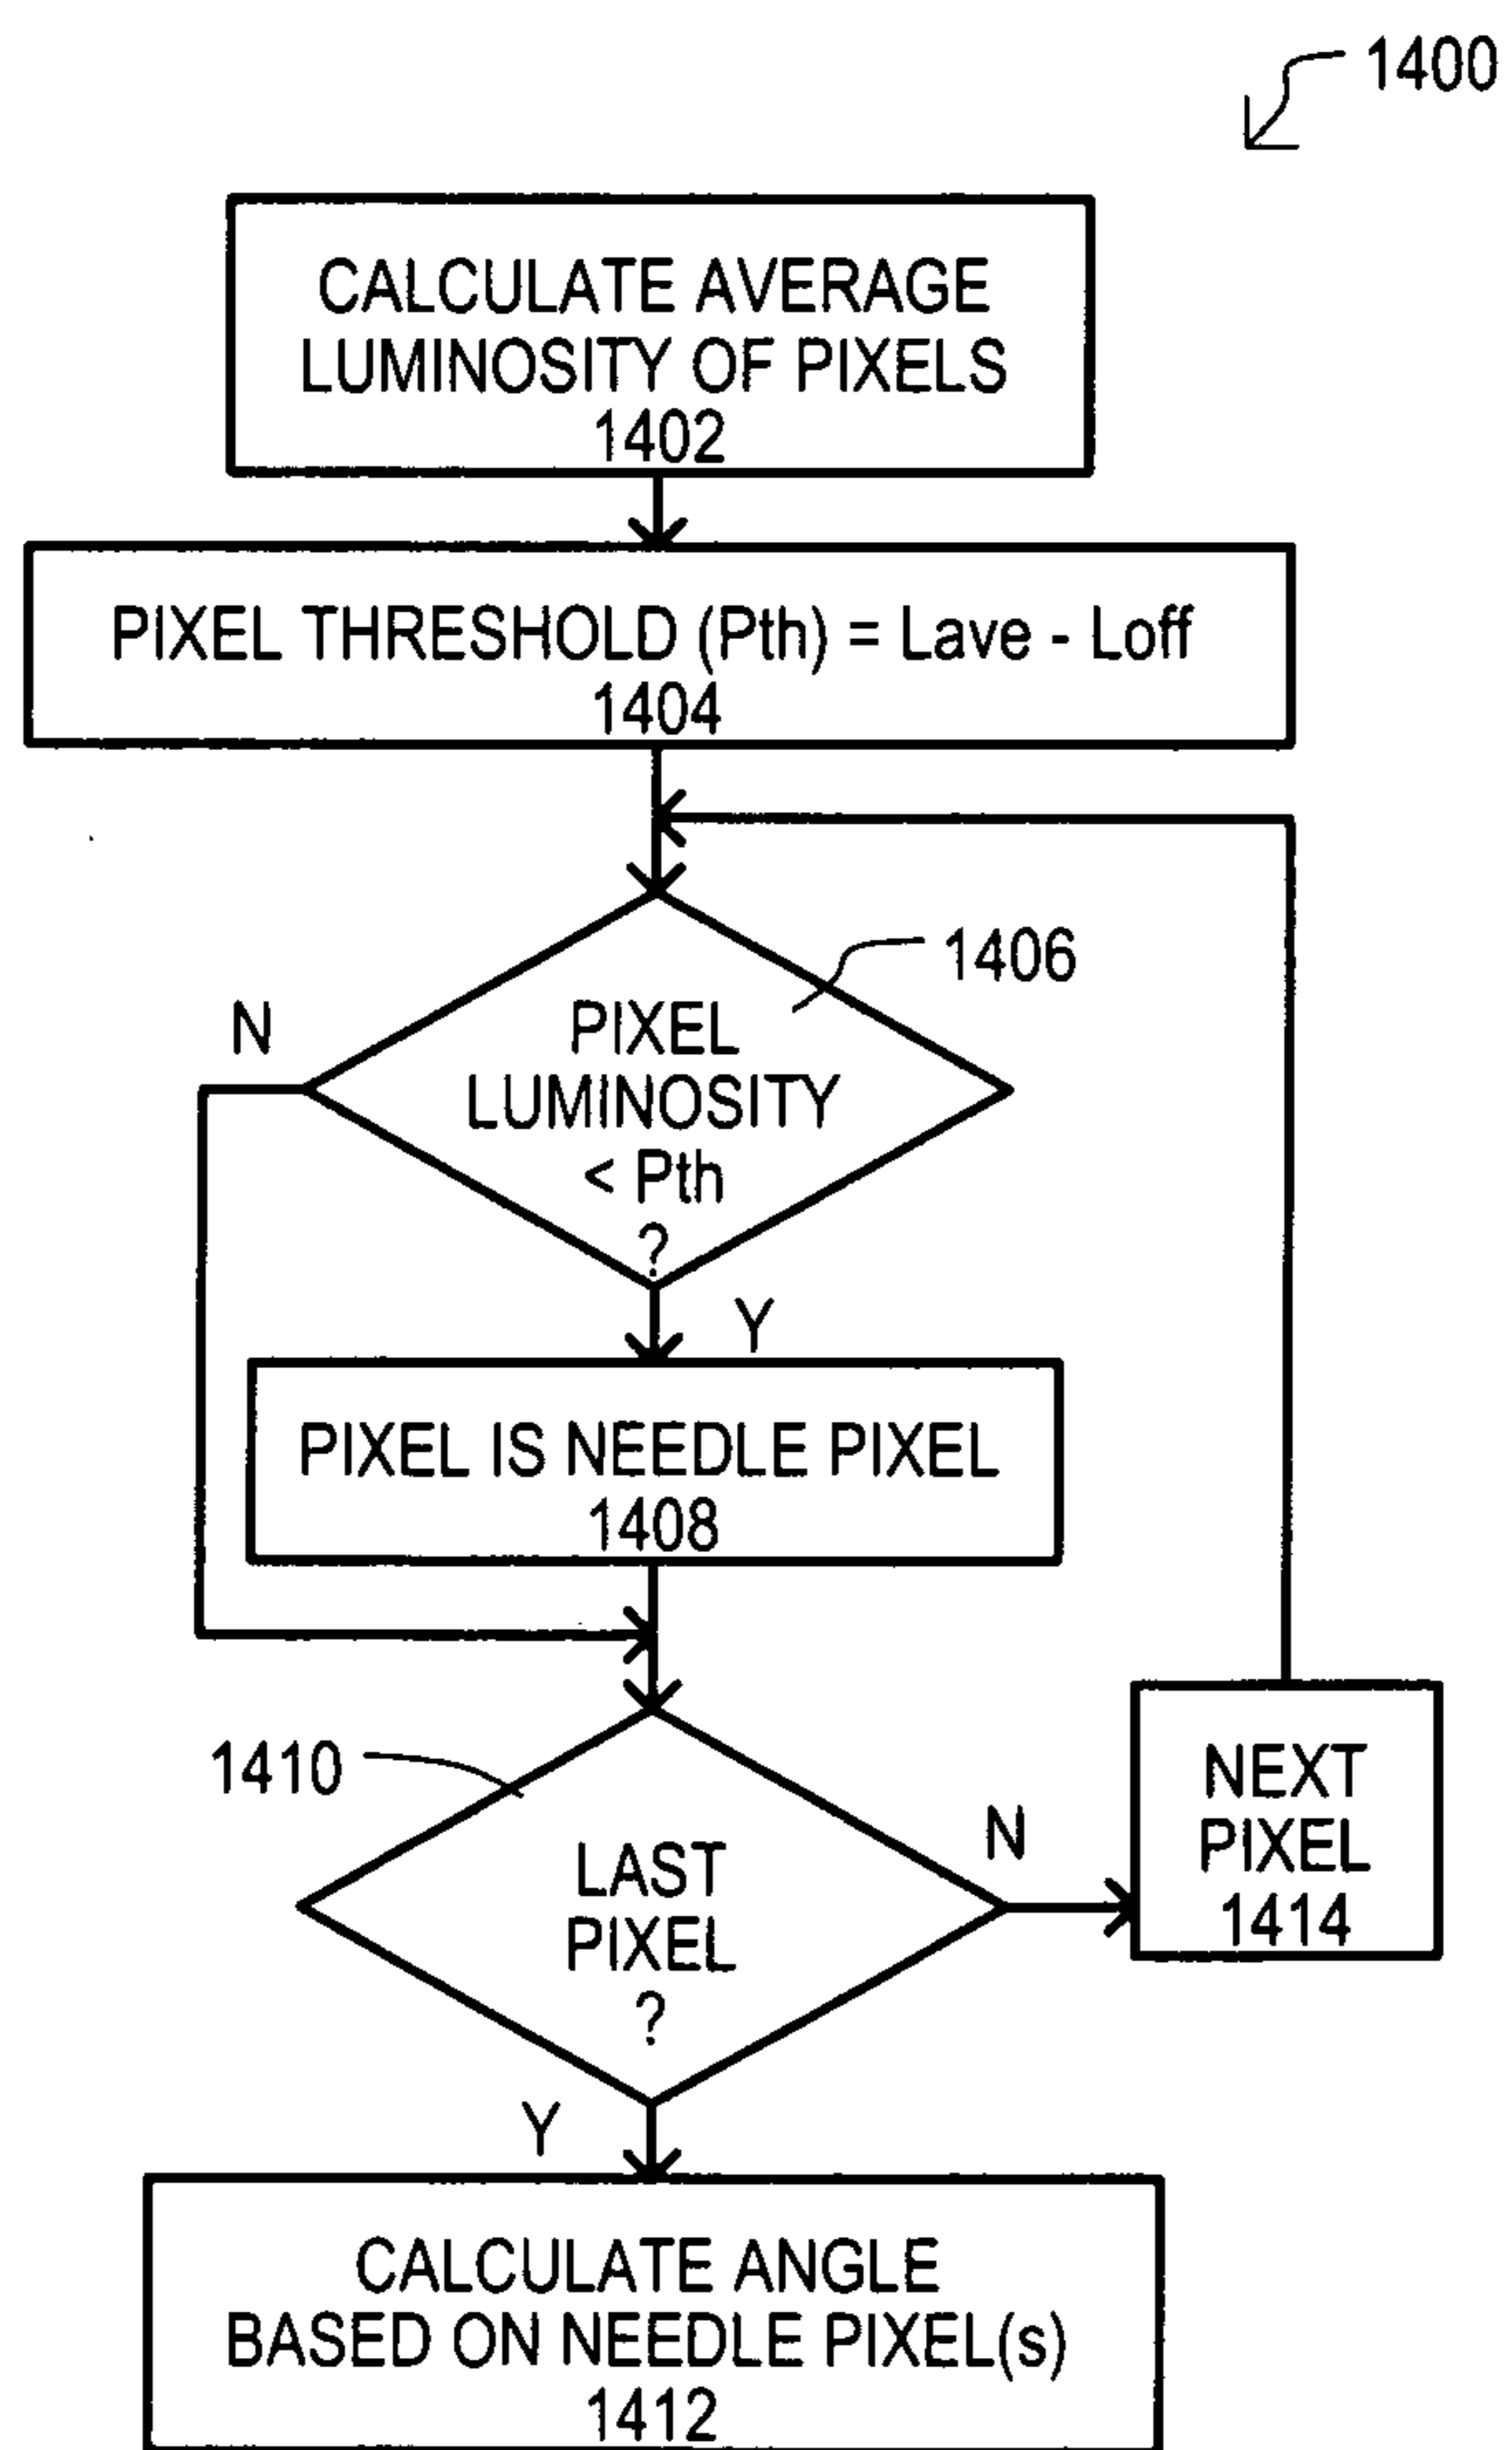 1400
CALCULATE AVERAGE
LUMINOSITY OF PIXELS
1402
PIXEL THRESHOLD (Pth) = Lave - Loff
1404
1406
N
PIXEL
LUMINOSITY
< Pth
?
Y
PIXEL IS NEEDLE PIXEL
1408
1410
LAST
PIXEL
?
N
NEXT
PIXEL
1414
Y
CALCULATE ANGLE
BASED ON NEEDLE PIXEL(s)
1412